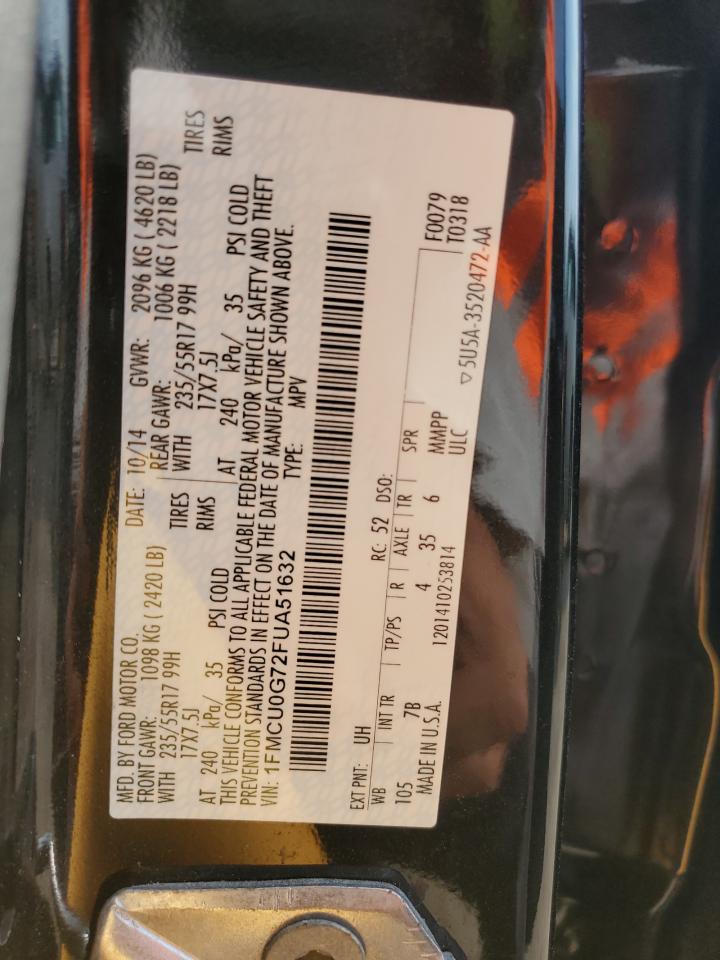 MFD. BY FORD MOTOR CO. DATE: 10/14 GVWR: 2096 KG ( 4620 LB)
FRONT GAWR: 1098 KG ( 2420 LB) REAR GAWR: 1006 KG ( 2218 LB)
WITH 235/55R17 99H TIRES WITH 235/55R17 99H TIRES
17X7.5J RIMS 17X7.5J RIMS
AT 240 kPa/ 35 PSI COLD AT 240 kPa/ 35 PSI COLD
THIS VEHICLE CONFORMS TO ALL APPLICABLE FEDERAL MOTOR VEHICLE SAFETY AND THEFT
PREVENTION STANDARDS IN EFFECT ON THE DATE OF MANUFACTURE SHOWN ABOVE.
VIN: 1FMCU0G72FUA51632 TYPE: MPV
EXT PNT: UH RC: 52 DSO:
WB INT TR TP/PS R AXLE TR SPR F0079
105 7B 4 35 6 MMPP T0318
MADE IN U.S.A. 1201410253814 ULC
▽5U5A-3520472-AA